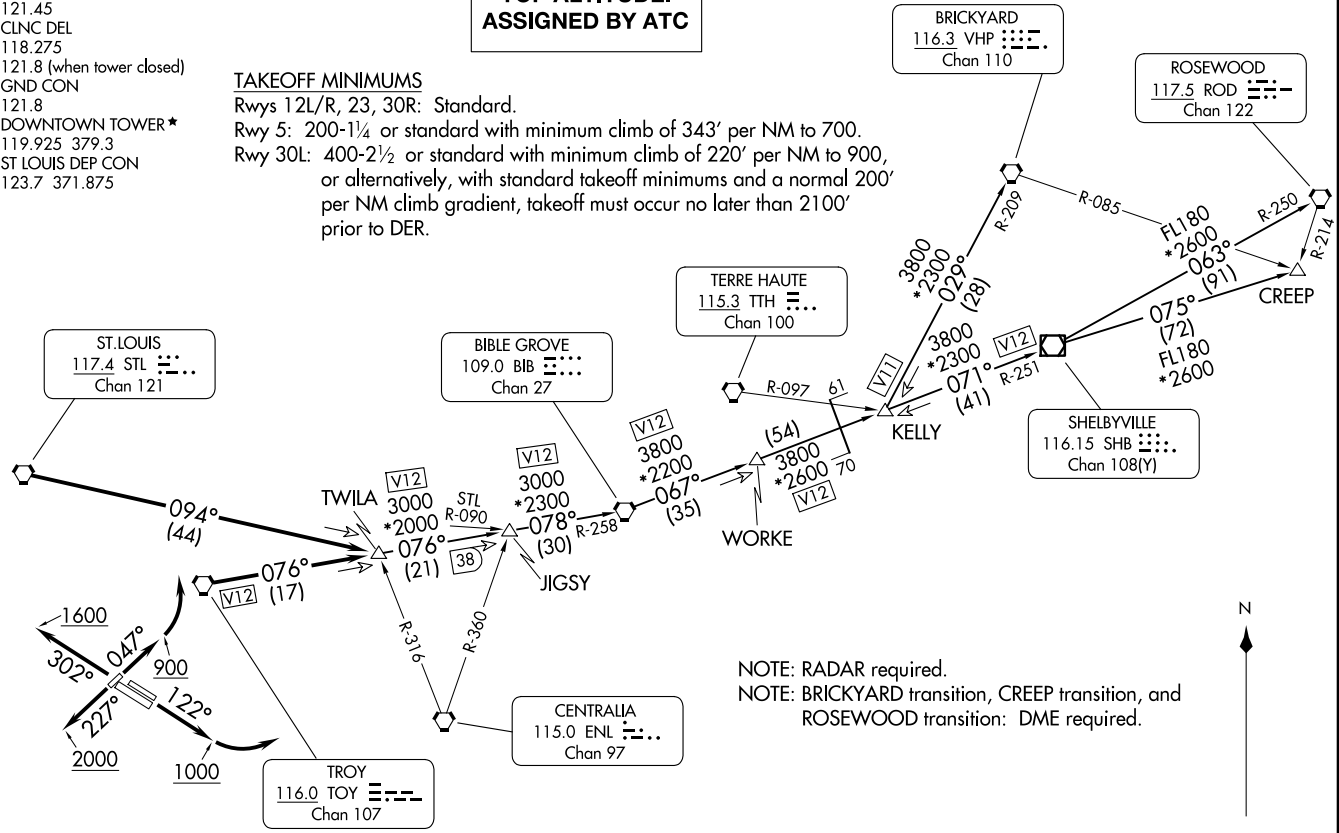 121.45
CLNC DEL
118.275
121.8 (when tower closed)
GND CON
121.8
DOWNTOWN TOWER★
119.925 379.3
ST LOUIS DEP CON
123.7 371.875
ASSIGNED BY ATC
TAKEOFF MINIMUMS
Rwys 12L/R, 23, 30R: Standard.
Rwy 5: 200-1¼ or standard with minimum climb of 343' per NM to 700.
Rwy 30L: 400-2½ or standard with minimum climb of 220' per NM to 900,
or alternatively, with standard takeoff minimums and a normal 200'
per NM climb gradient, takeoff must occur no later than 2100'
prior to DER.
BRICKYARD
116.3 VHP
Chan 110
ROSEWOOD
117.5 ROD
Chan 122
R-209
R-085
R-250
R-214
FL180
*2600
063°
(91)
CREEP
075°
(72)
FL180
*2600
3800
*2300
029°
(28)
V11
TERRE HAUTE
115.3 TTH
Chan 100
R-097
61
70
KELLY
3800
*2300
V12
071°
(41)
R-251
SHELBYVILLE
116.15 SHB
Chan 108(Y)
ST.LOUIS
117.4 STL
Chan 121
BIBLE GROVE
109.0 BIB
Chan 27
(54)
3800
*2600
V12
V12
3800
*2200
067°
(35)
WORKE
V12
3000
*2300
078°
(30)
R-258
JIGSY
TWILA
V12
3000
*2000
STL
R-090
076°
(21)
38
094°
(44)
076°
V12
(17)
R-316
R-360
1600
302°
047°
900
227°
122°
2000
1000
CENTRALIA
115.0 ENL
Chan 97
TROY
116.0 TOY
Chan 107
NOTE: RADAR required.
NOTE: BRICKYARD transition, CREEP transition, and
ROSEWOOD transition: DME required.
N